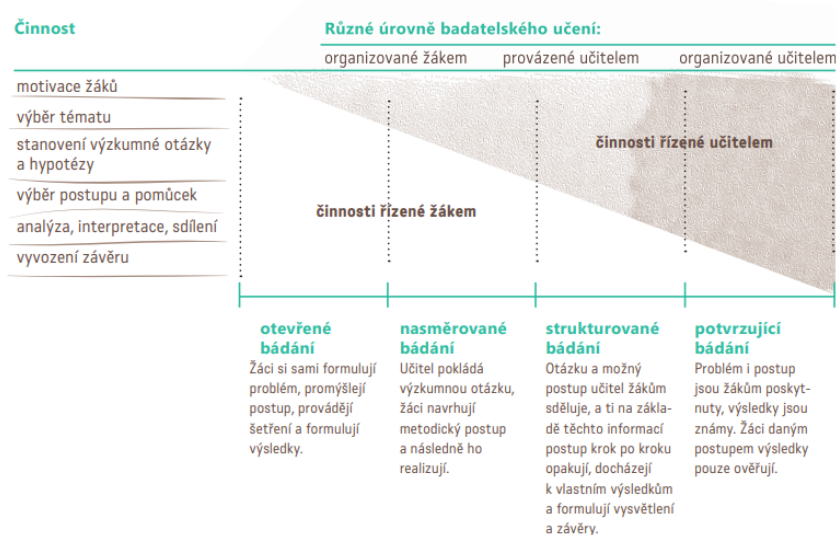 Činnost
Různé úrovně badatelského učení:
organizované žákem
provázené učitelem
organizované učitelem
motivace žáků
výběr tématu
stanovení výzkumné otázky
a hypotézy
výběr postupu a pomůcek
analýza, interpretace, sdílení
vyvození závěru
činnosti řízené učitelem
činnosti řízené žákem
otevřené
bádání
Žáci si sami formulují
problém, promýšlejí
postup, provádějí
šetření a formulují
výsledky.
nasměrované
bádání
Učitel pokládá
výzkumnou otázku,
žáci navrhují
metodický postup
a následně ho
realizují.
strukturované
bádání
Otázku a možný
postup učitel žákům
sděluje, a ti na zákla-
dě těchto informací
postup krok po kroku
opakují, docházejí
k vlastním výsledkům
a formulují vysvětlení
a závěry.
potvrzující
bádání
Problém i postup
jsou žákům poskyt-
nuty, výsledky jsou
známy. Žáci daným
postupem výsledky
pouze ověřují.